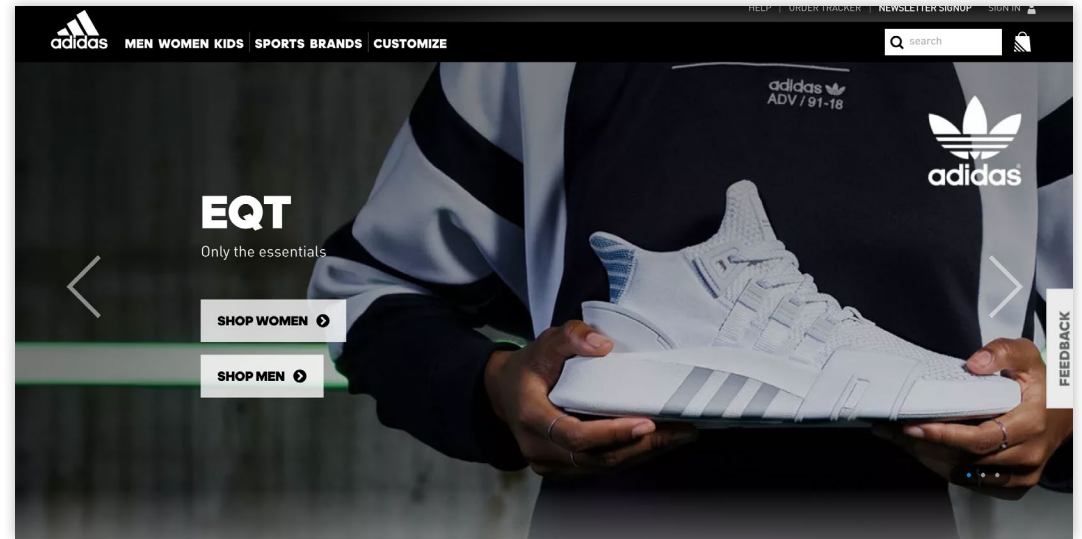 HELP | ORDER TRACKER | NEWSLETTER SIGNUP SIGN IN
adidas MEN WOMEN KIDS SPORTS BRANDS CUSTOMIZE search
adidas
ADV / 91-18
adidas
EQT
Only the essentials
SHOP WOMEN
SHOP MEN
FEEDBACK